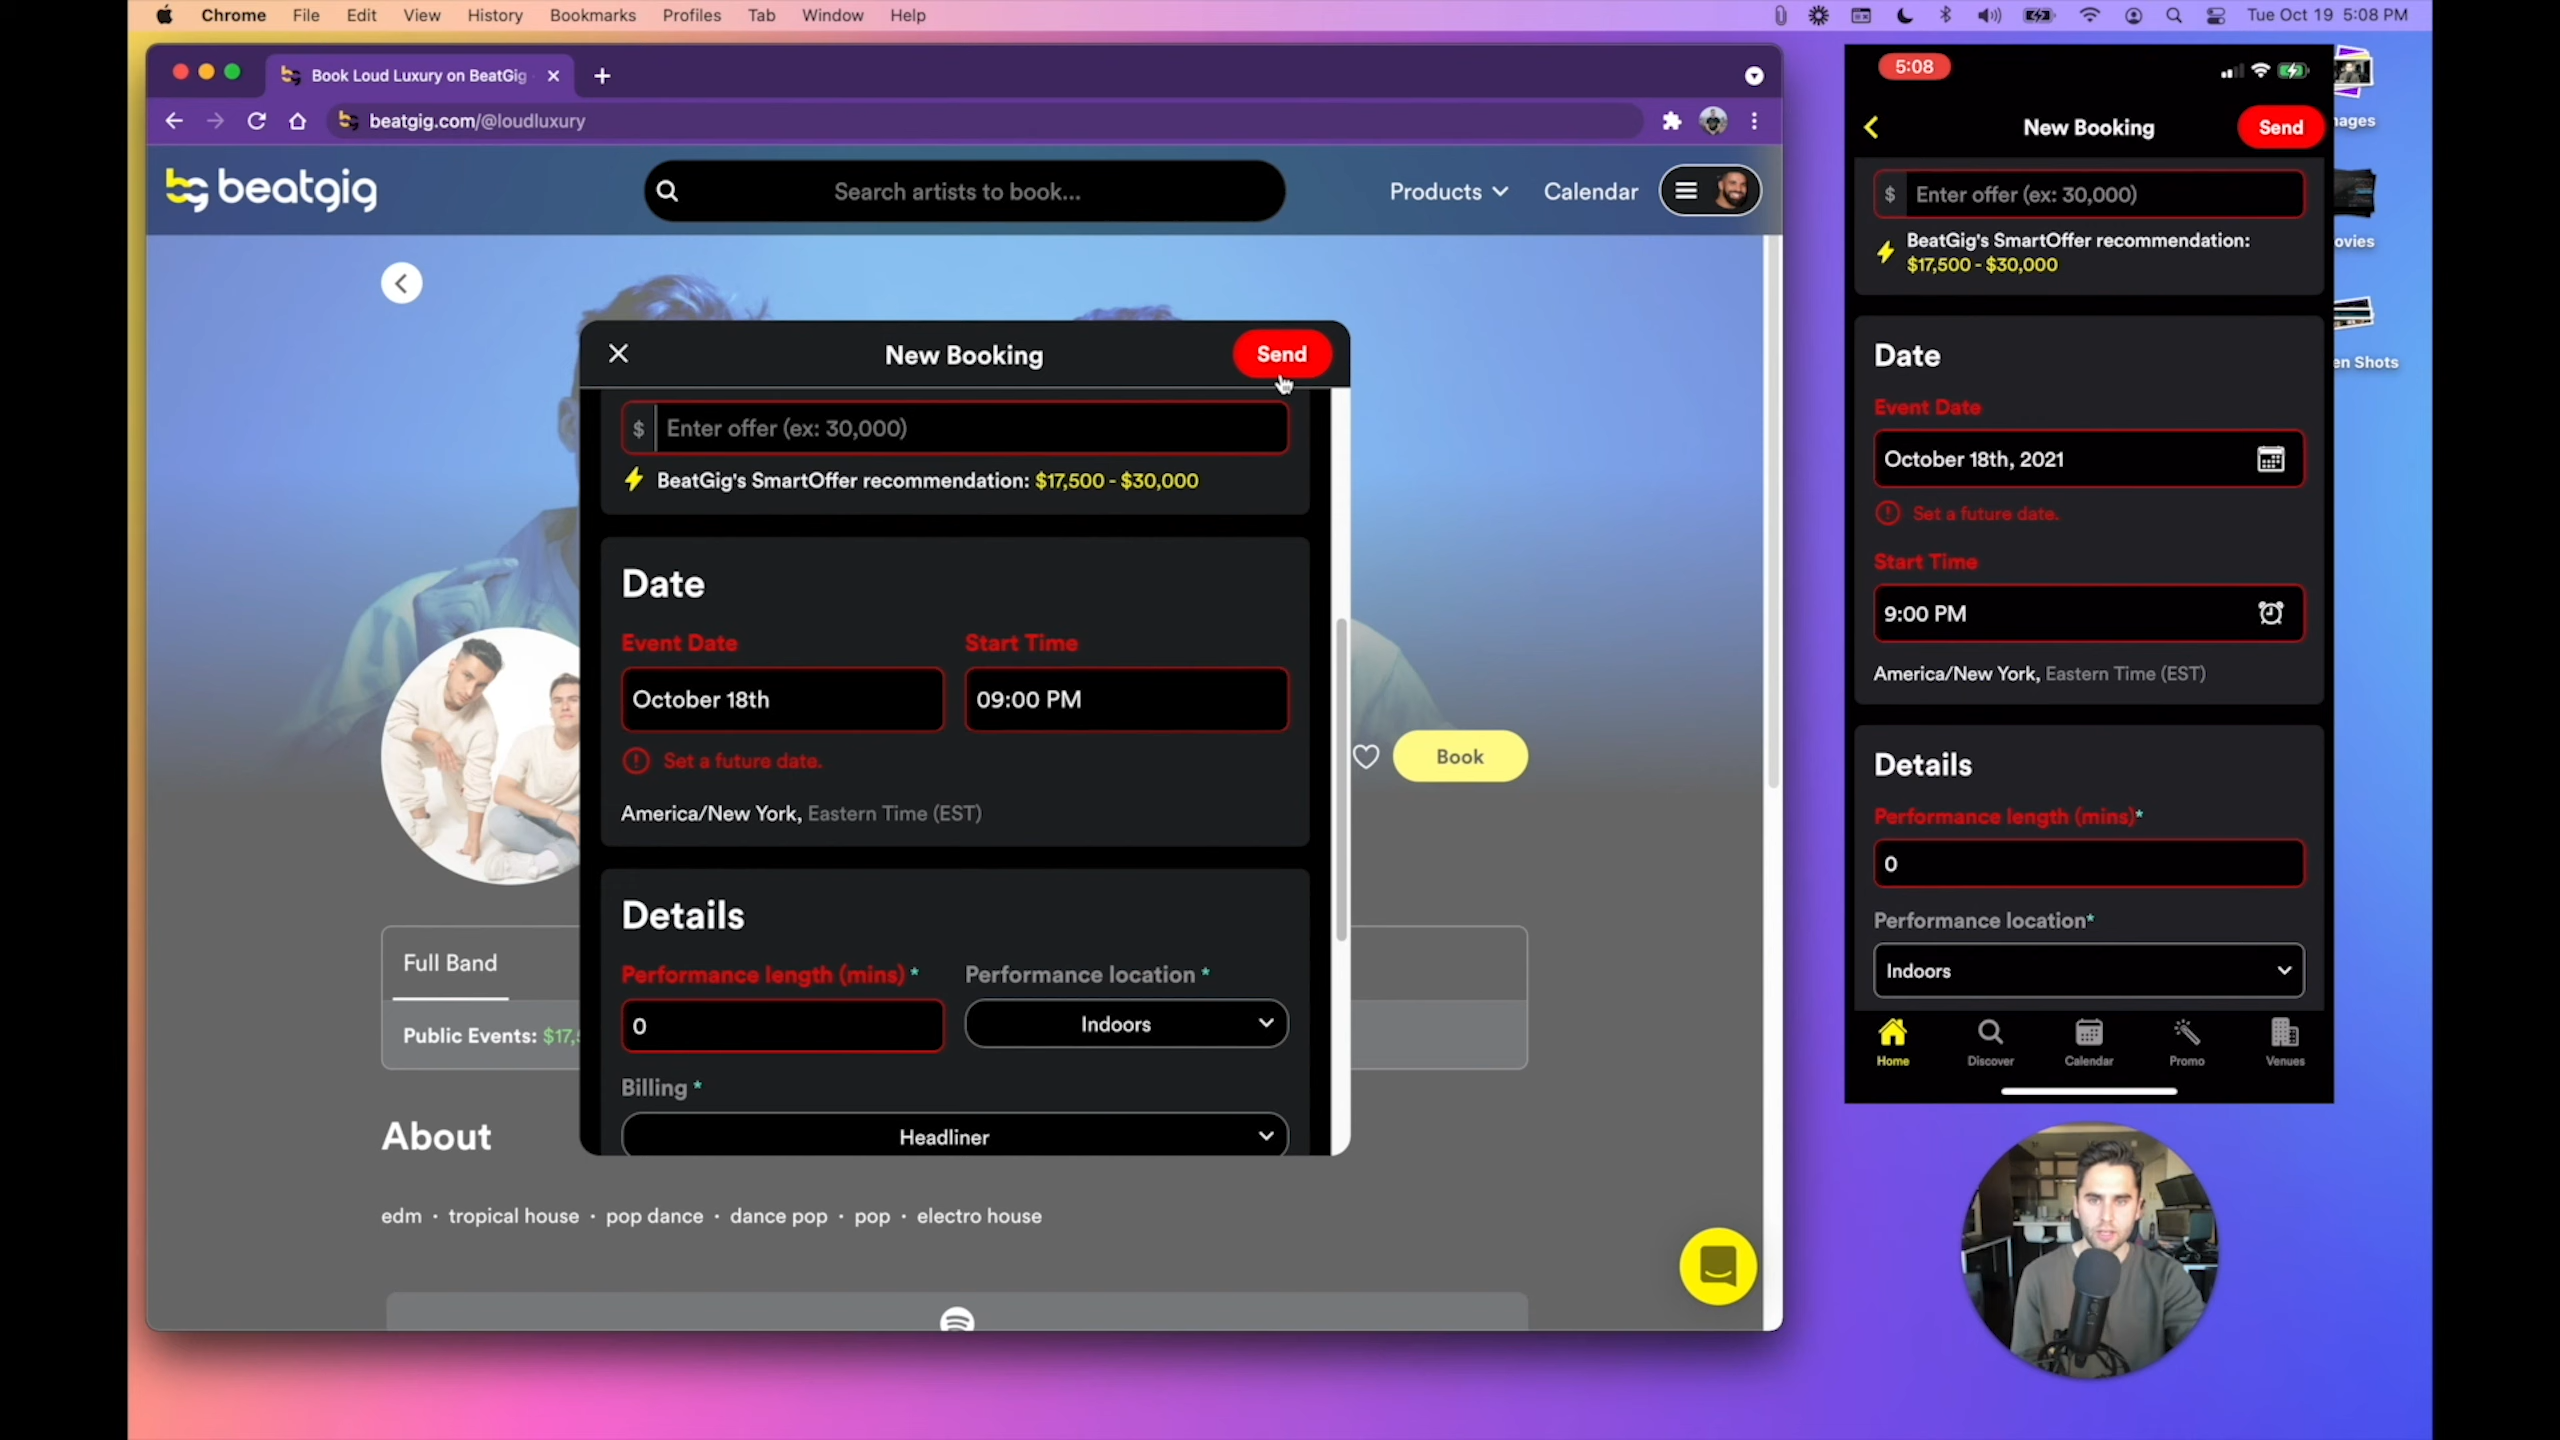 Chrome File Edit View History Bookmarks Profiles Tab Window Help
Tue Oct 19 5:08 PM
Book Loud Luxury on BeatGig
beatgig.com/@loudluxury
beatgig
Search artists to book...
Products
Calendar
New Booking
Send
$ Enter offer (ex: 30,000)
BeatGig's SmartOffer recommendation: $17,500 - $30,000
Date
Event Date
Start Time
October 18th
09:00 PM
Set a future date.
America/New York, Eastern Time (EST)
Details
Performance length (mins) *
Performance location *
0
Indoors
Billing *
Headliner
Book
Full Band
Public Events: $17,
About
edm · tropical house · pop dance · dance pop · pop · electro house
5:08
New Booking
Send
$ Enter offer (ex: 30,000)
BeatGig's SmartOffer recommendation:
$17,500 - $30,000
Date
Event Date
October 18th, 2021
Set a future date.
Start Time
9:00 PM
America/New York, Eastern Time (EST)
Details
Performance length (mins)*
0
Performance location*
Indoors
Home
Discover
Calendar
Promo
Venues
ages
ovies
en Shots